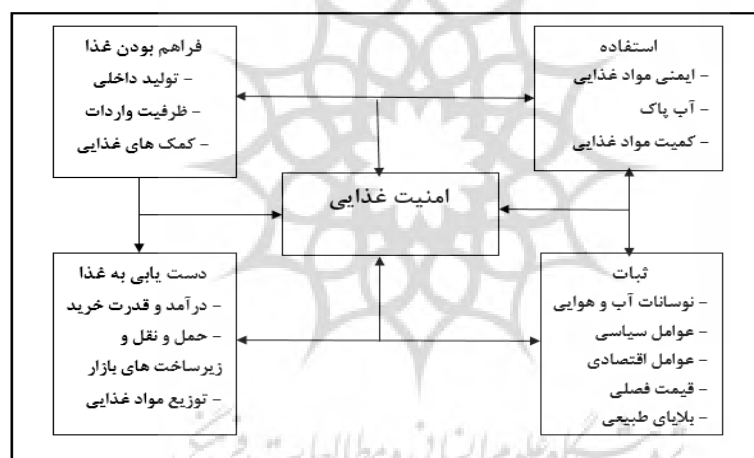 استفاده
- ایمنی مواد غذایی
- آب پاک
- کمیت مواد غذایی
فراهم بودن غذا
- تولید داخلی
- ظرفیت واردات
- کمک های غذایی
امنیت غذایی
ثبات
- نوسانات آب و هوایی
- عوامل سیاسی
- عوامل اقتصادی
- قیمت فصلی
- بلایای طبیعی
دست یابی به غذا
- درآمد و قدرت خرید
- حمل و نقل و
زیرساخت های بازار
- توزیع مواد غذایی